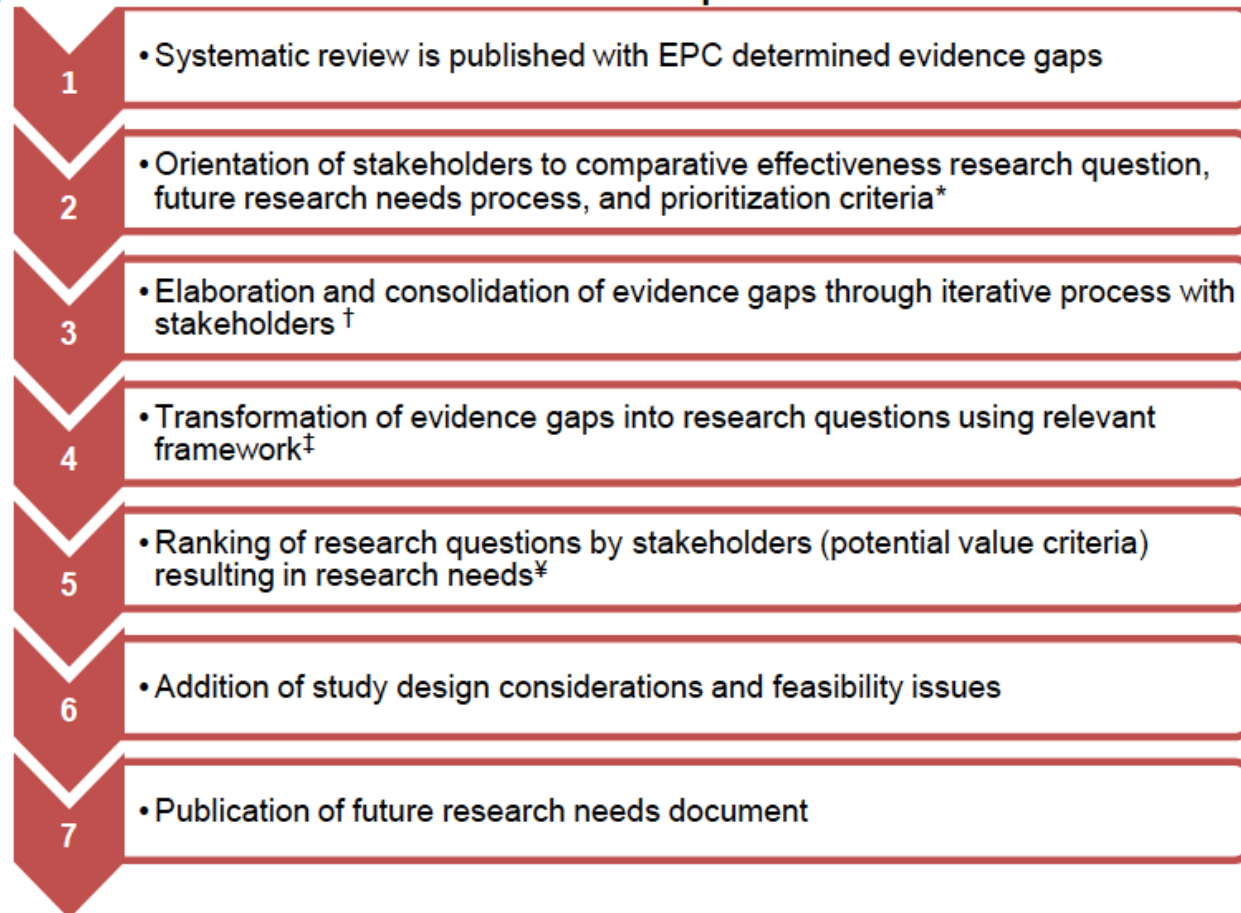 1
• Systematic review is published with EPC determined evidence gaps
2
• Orientation of stakeholders to comparative effectiveness research question,
future research needs process, and prioritization criteria*
3
• Elaboration and consolidation of evidence gaps through iterative process with
stakeholders †
4
• Transformation of evidence gaps into research questions using relevant
framework‡
5
• Ranking of research questions by stakeholders (potential value criteria)
resulting in research needs¥
6
• Addition of study design considerations and feasibility issues
7
• Publication of future research needs document